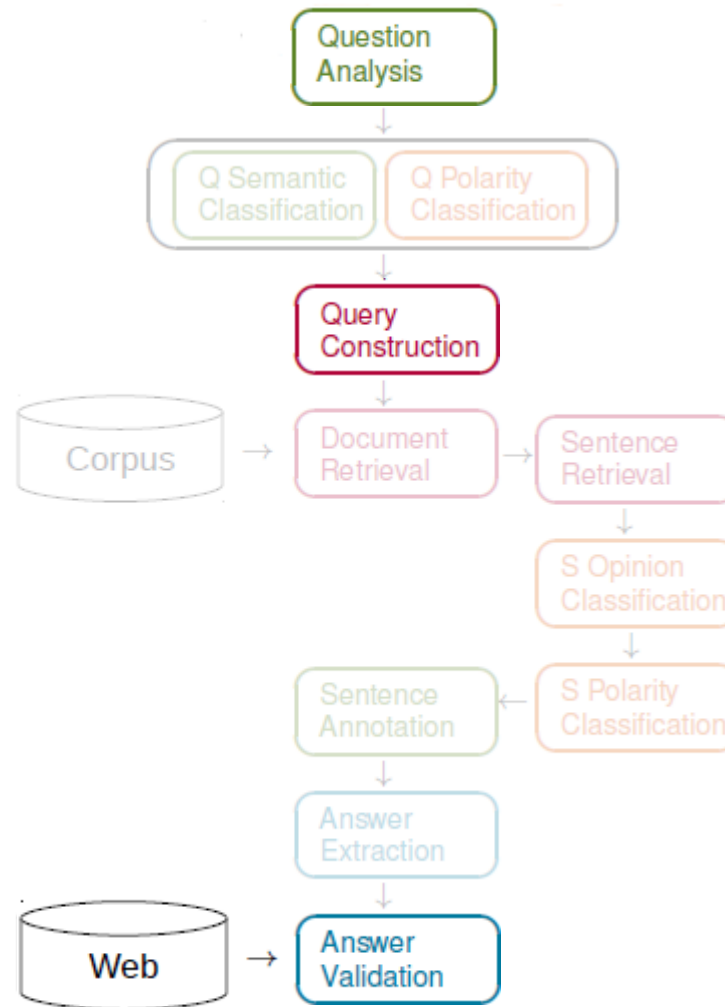 Question
Analysis
↓
Q Semantic
Classification
Q Polarity
Classification
↓
Query
Construction
↓
Corpus
→
Document
Retrieval
→
Sentence
Retrieval
↓
S Opinion
Classification
↓
S Polarity
Classification
←
Sentence
Annotation
↓
Answer
Extraction
↓
Web
→
Answer
Validation